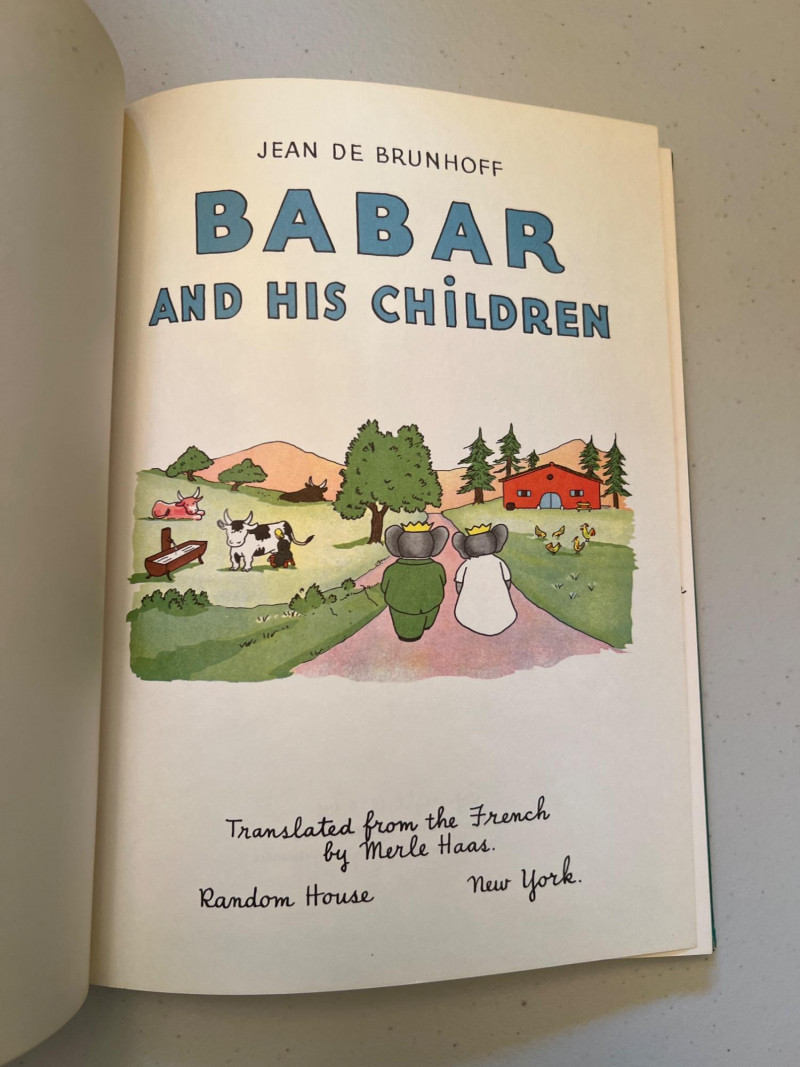 JEAN DE BRUNHOFF
BABAR
AND HIS CHiLDREN
Translated from the French
by Merle Haas.
Random House New York.